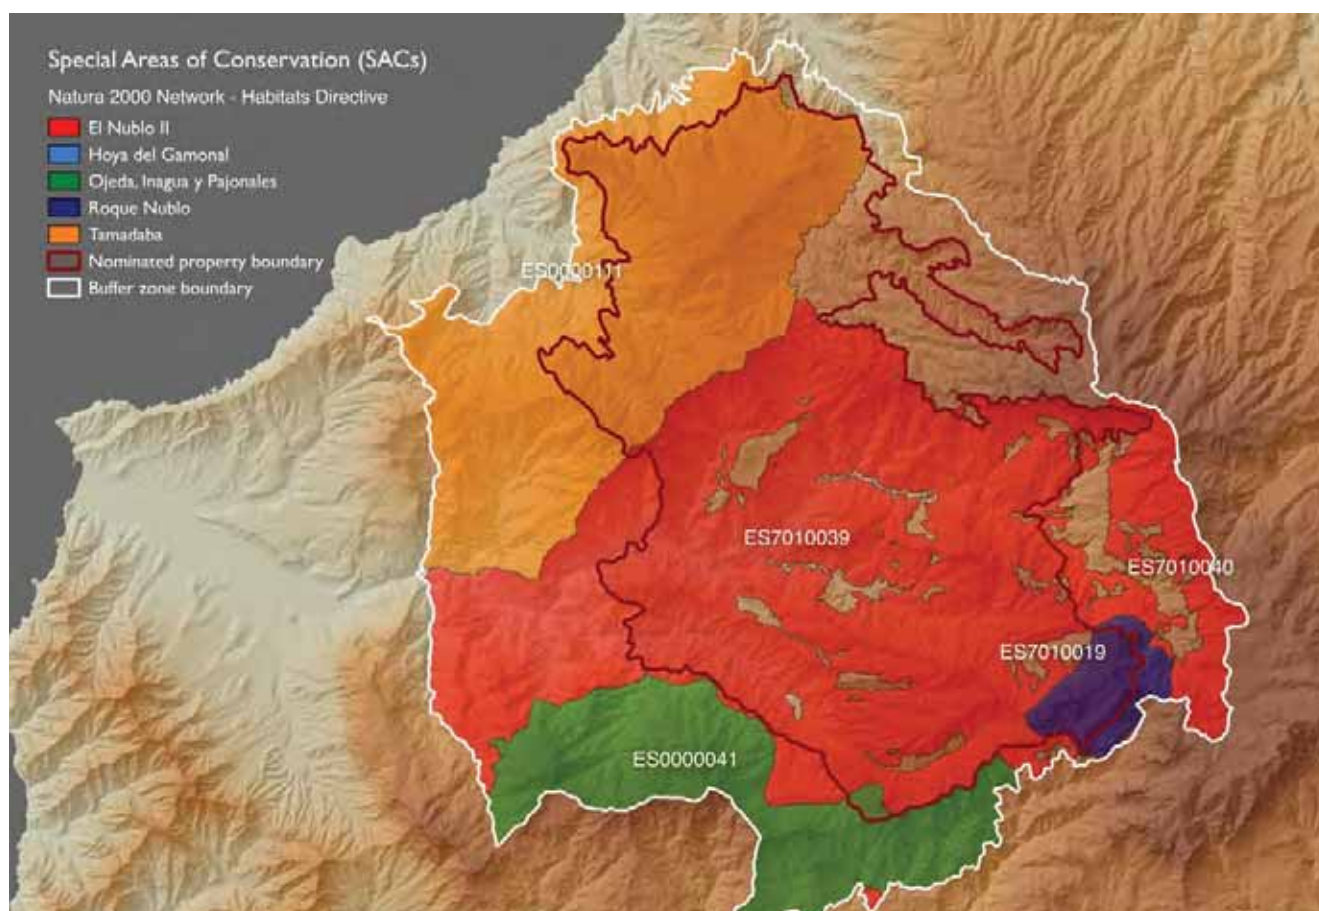 Special Areas of Conservation (SACs)
Natura 2000 Network - Habitats Directive
El Nublo II
Hoya del Gamonal
Ojeda, Inagua y Pajonales
Roque Nublo
Tamadaba
Nominated property boundary
Buffer zone boundary
ES0000111
ES7010039
ES7010040
ES7010019
ES0000041